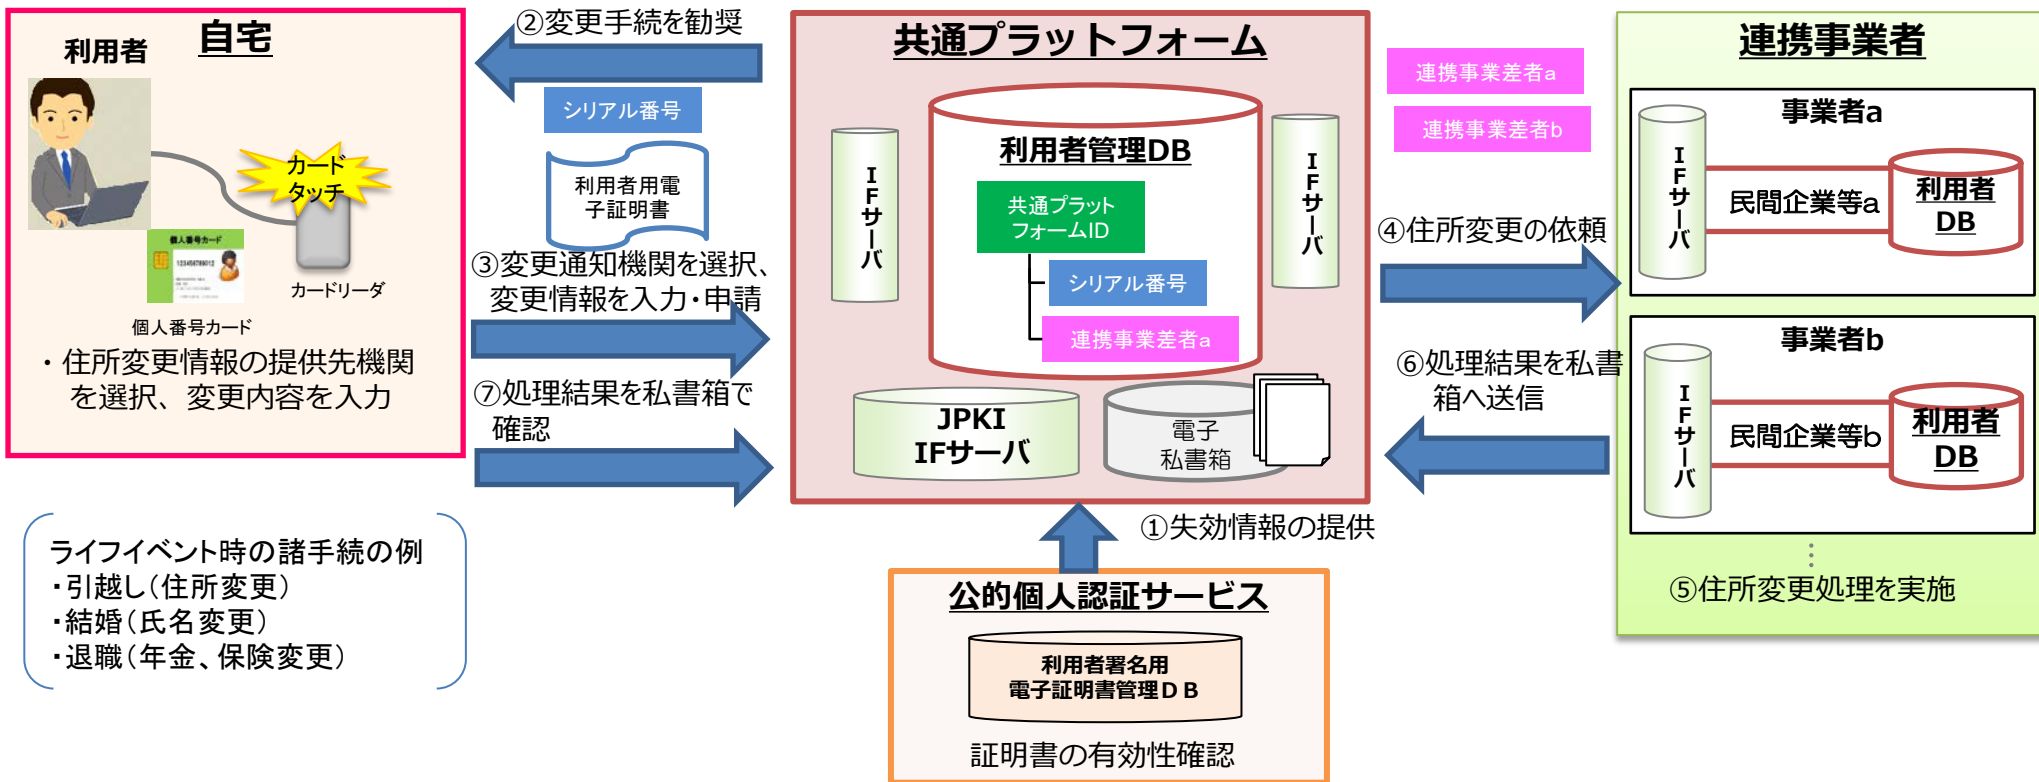 自宅
利用者
カード
タッチ
個人番号カード
123456789012
カードリーダ
個人番号カード
・住所変更情報の提供先機関
を選択、変更内容を入力
②変更手続を勧奨
シリアル番号
利用者用電
子証明書
③変更通知機関を選択、
変更情報を入力・申請
⑦処理結果を私書箱で
確認
ライフイベント時の諸手続の例
・引越し（住所変更）
・結婚（氏名変更）
・退職（年金、保険変更）
共通プラットフォーム
IFサーバ
利用者管理DB
共通プラット
フォームID
シリアル番号
連携事業差者a
IFサーバ
JPKI
IFサーバ
電子
私書箱
①失効情報の提供
公的個人認証サービス
利用者署名用
電子証明書管理ＤＢ
証明書の有効性確認
連携事業差者a
連携事業差者b
④住所変更の依頼
⑥処理結果を私書
箱へ送信
連携事業者
事業者a
IFサーバ
民間企業等a
利用者
DB
事業者b
IFサーバ
民間企業等b
利用者
DB
⋮
⑤住所変更処理を実施